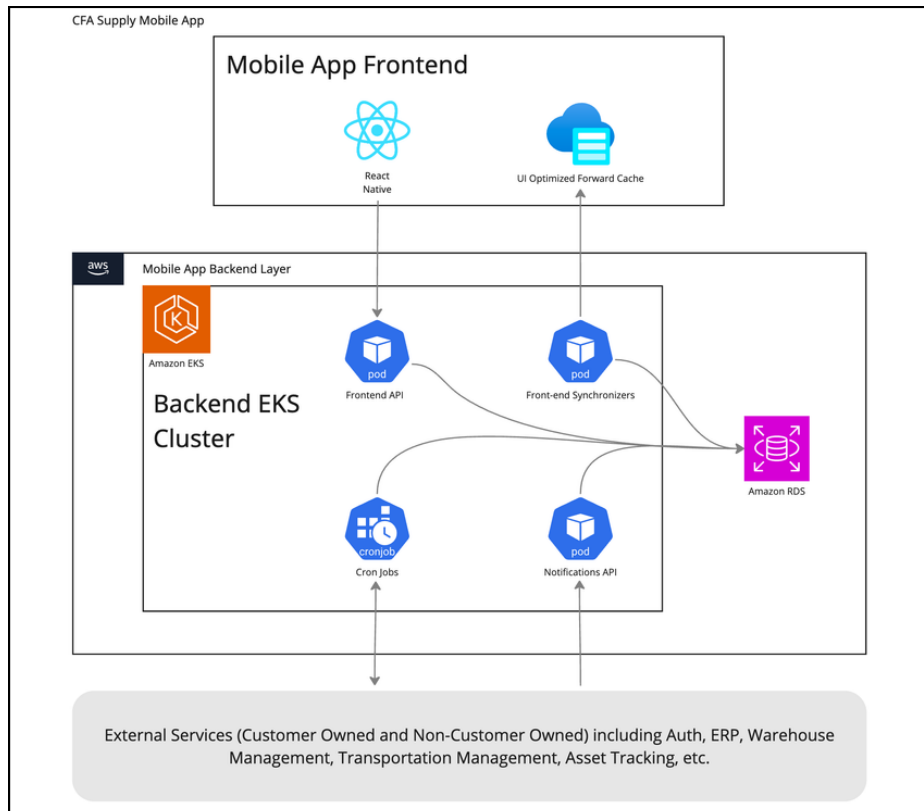 CFA Supply Mobile App
Mobile App Frontend
React
Native
UI Optimized Forward Cache
aws
Mobile App Backend Layer
Amazon EKS
K
Backend EKS
Cluster
pod
Frontend API
pod
Front-end Synchronizers
Amazon RDS
cronjob
Cron Jobs
pod
Notifications API
External Services (Customer Owned and Non-Customer Owned) including Auth, ERP, Warehouse
Management, Transportation Management, Asset Tracking, etc.